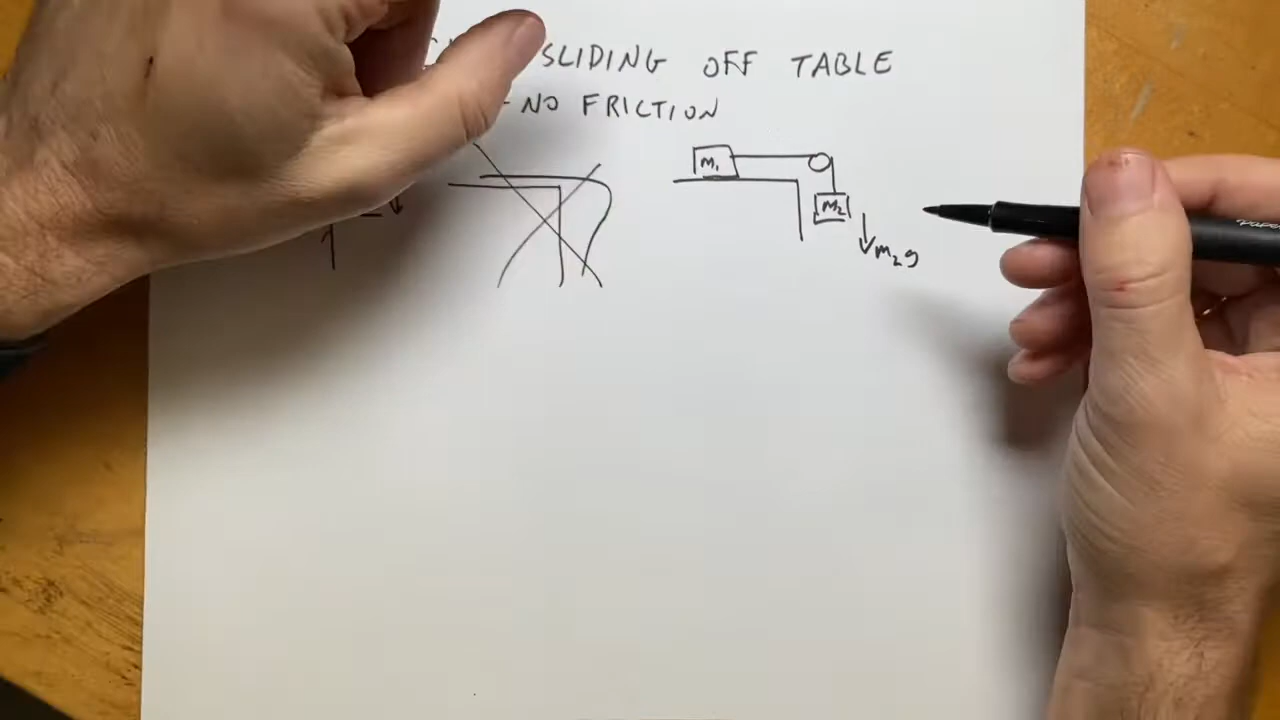 SLIDING OFF TABLE
- NO FRICTION
m₁
m₂
m₂g